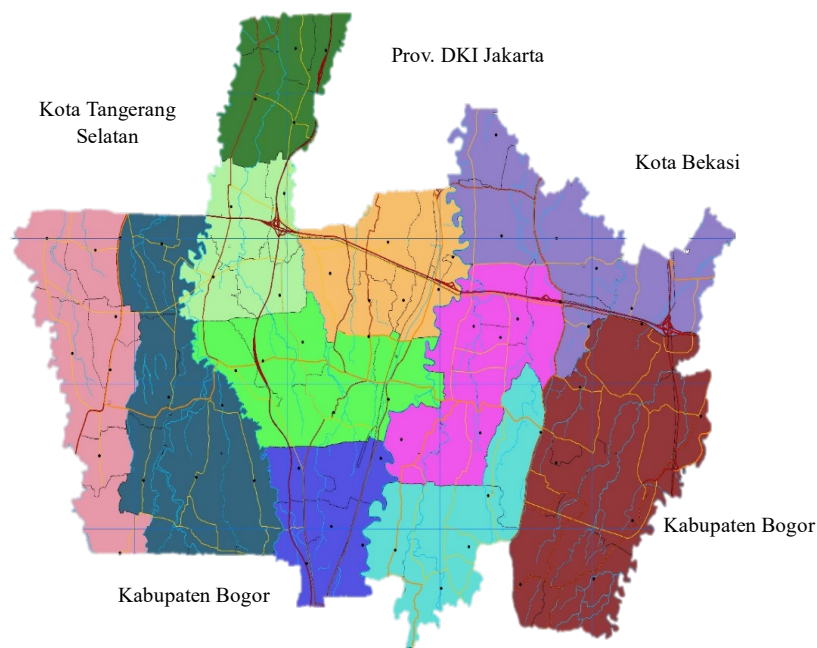 Prov. DKI Jakarta
Kota Tangerang
Selatan
Kota Bekasi
Kabupaten Bogor
Kabupaten Bogor